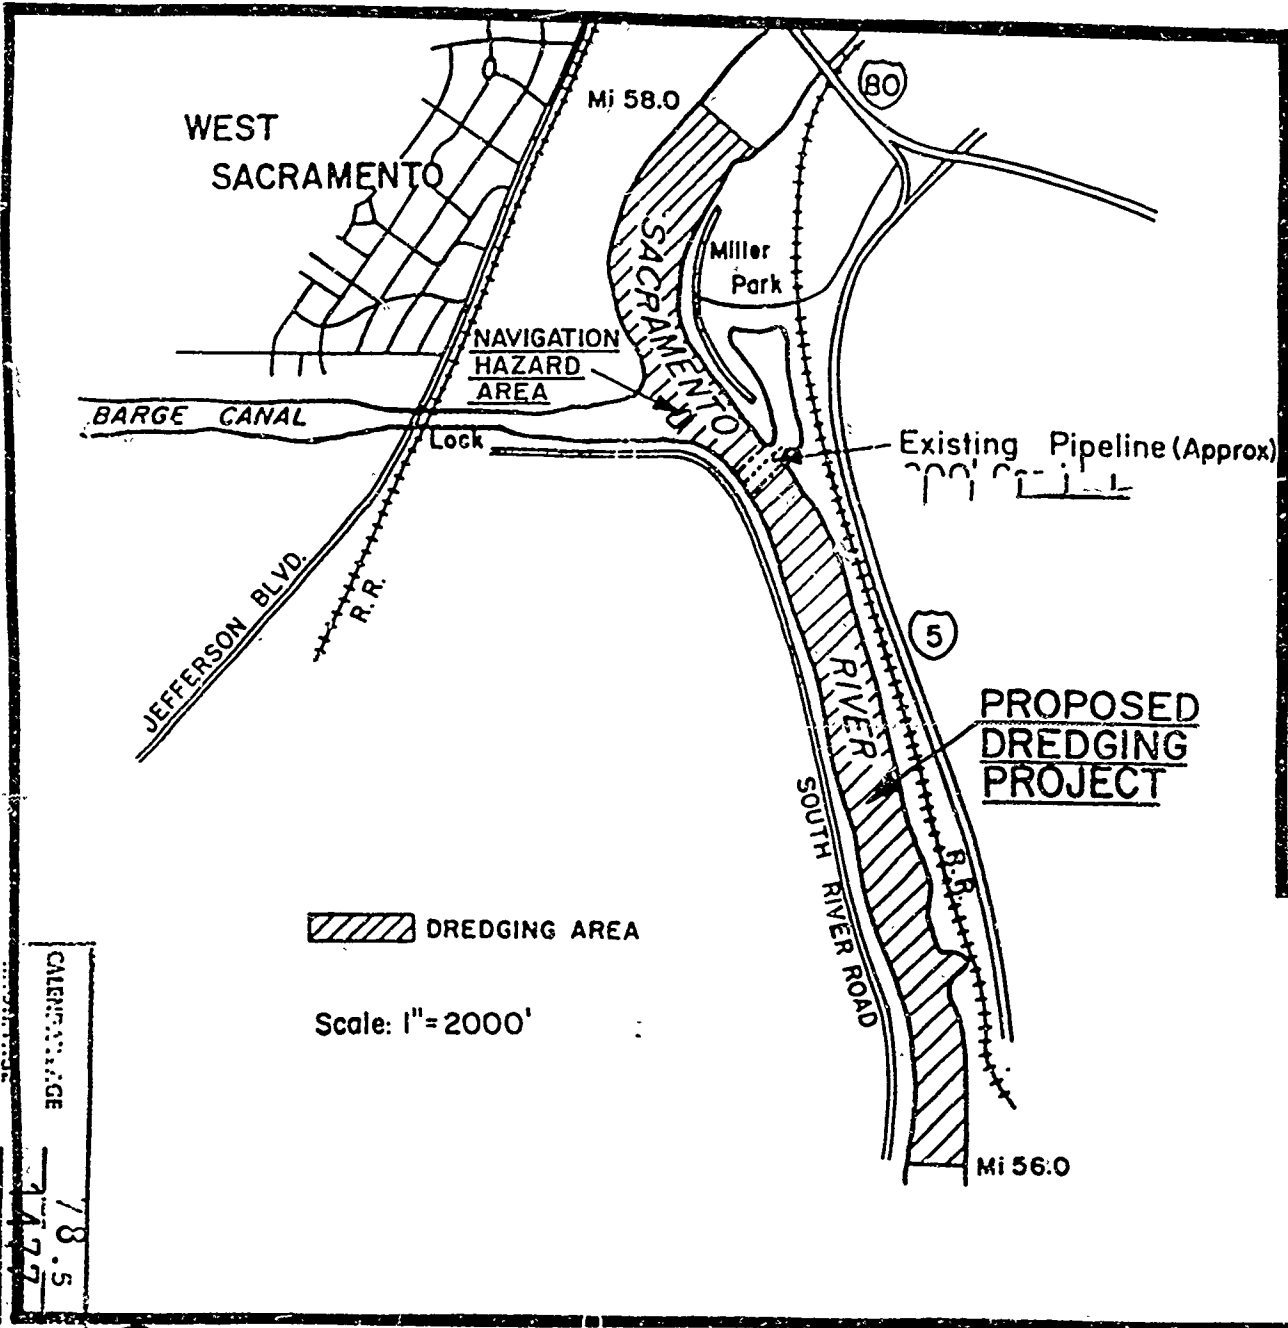 WEST
SACRAMENTO
Mi 58.0
80
SACRAMENTO
Miller
Park
NAVIGATION
HAZARD
AREA
BARGE CANAL
Lock
Existing Pipeline (Approx)
JEFFERSON BLVD.
R.R.
5
RIVER
PROPOSED
DREDGING
PROJECT
SOUTH RIVER ROAD
R.R.
DREDGING AREA
Scale: 1"=2000'
Mi 56.0
78.5
1477